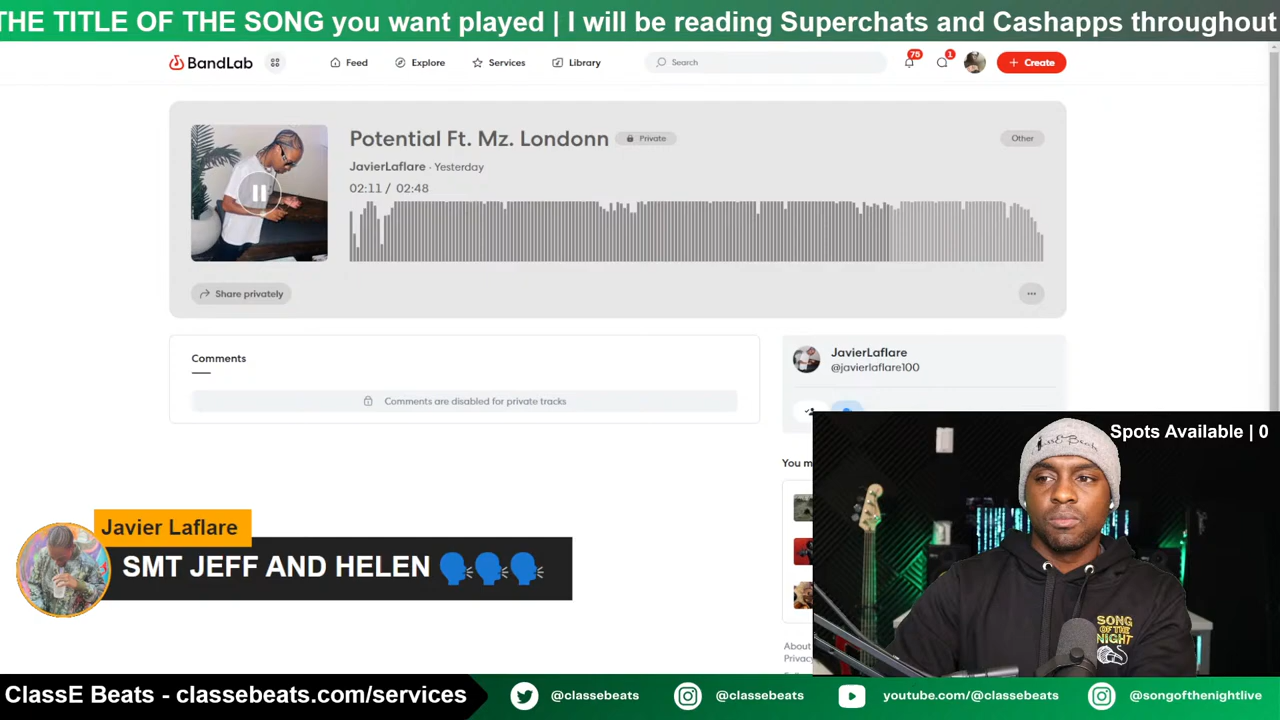 THE TITLE OF THE SONG you want played | I will be reading Superchats and Cashapps throughout
BandLab
Feed
Explore
Services
Library
Search
75
1
+ Create
Potential Ft. Mz. Londonn
Private
Other
JavierLaflare · Yesterday
02:11 / 02:48
Share privately
Comments
Comments are disabled for private tracks
JavierLaflare
@javierlaflare100
You m
Spots Available | 0
Javier Laflare
SMT JEFF AND HELEN 🗣️🗣️🗣️
SONG
OF THE
NIGHT
About
Privac
ClassE Beats - classebeats.com/services
@classebeats
@classebeats
youtube.com/@classebeats
@songofthenightlive